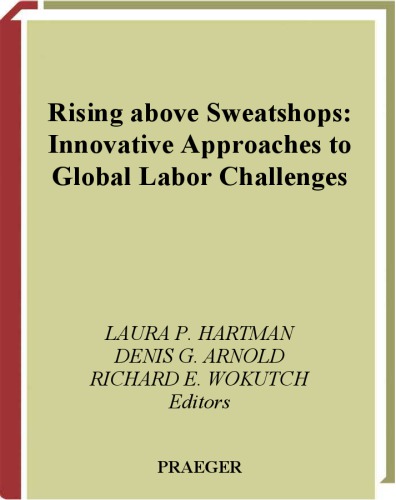 Rising above Sweatshops:
Innovative Approaches to
Global Labor Challenges
LAURA P. HARTMAN
DENIS G. ARNOLD
RICHARD E. WOKUTCH
Editors
PRAEGER